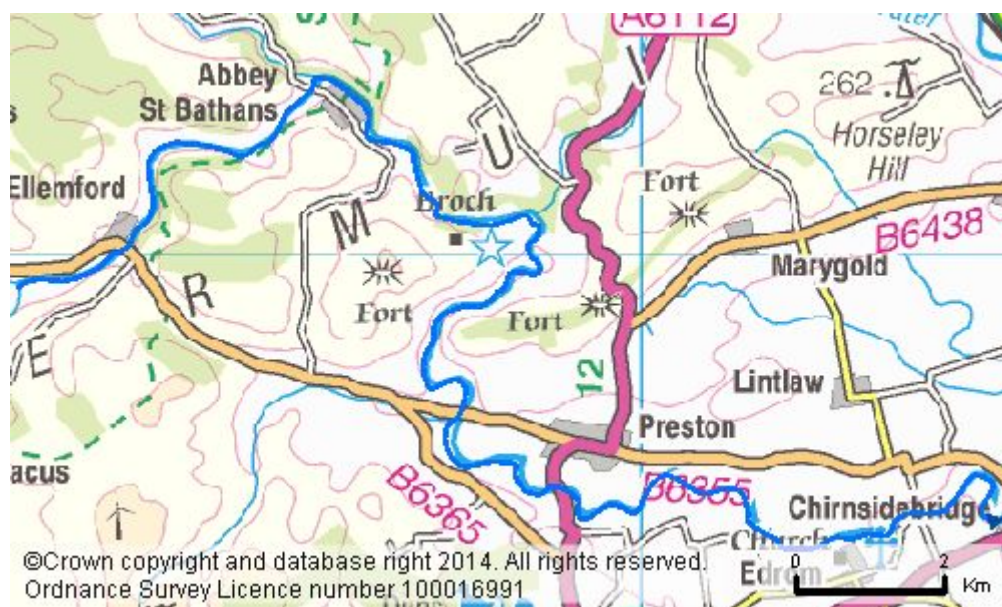 A6112
Abbey
St Bathans
262
Horseley
Hill
U
Ellemford
Broch
Fort
M
B6438
Marygold
R
Fort
Fort
E
12
Lintlaw
Preston
acus
B6365
B6355
Chirnsidebridge
Church
Edrom
0 2
Km
©Crown copyright and database right 2014. All rights reserved.
Ordnance Survey Licence number 100016991